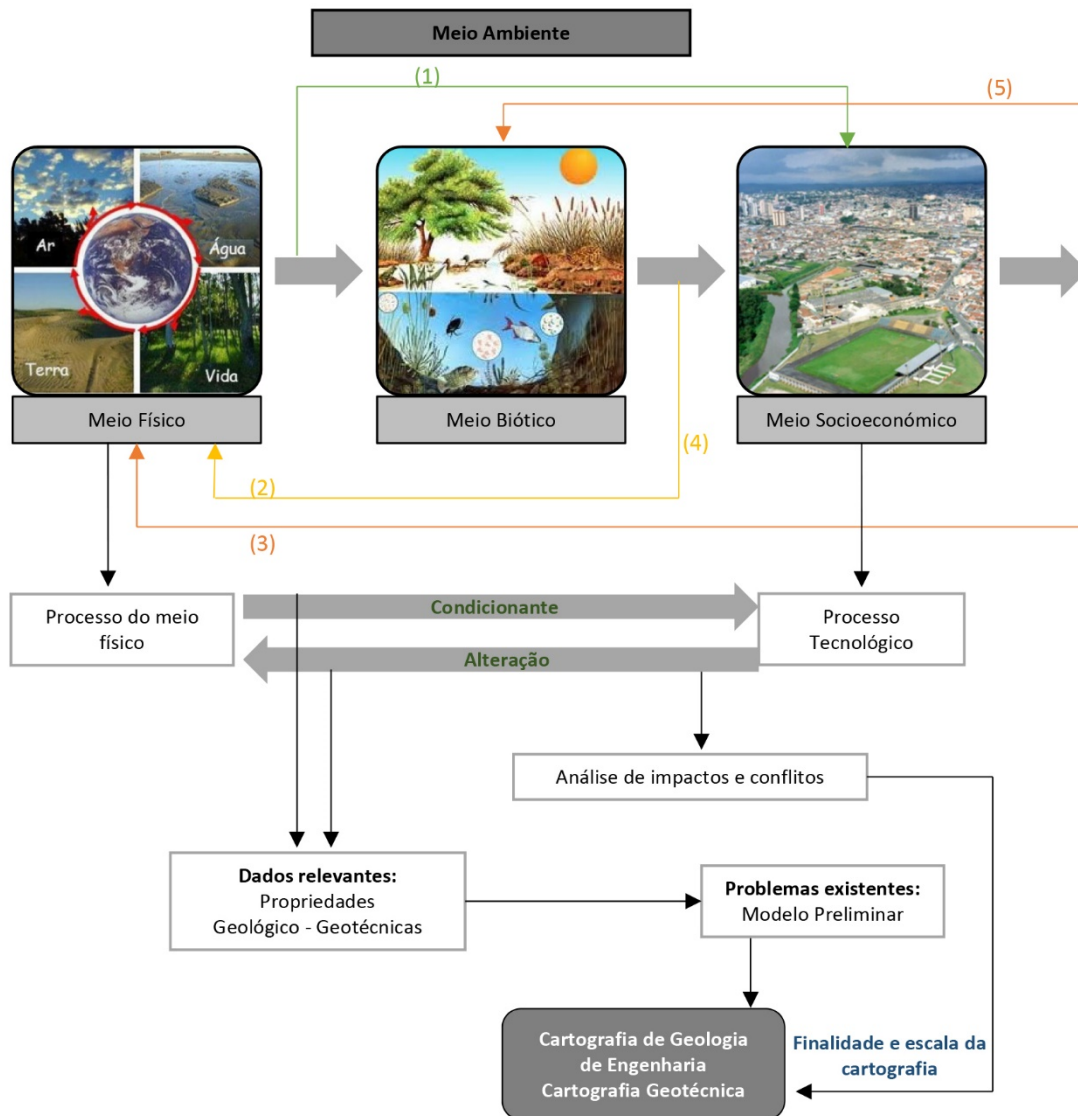 Meio Ambiente
(1)
(5)
Ar
Água
Terra
Vida
Meio Físico
Meio Biótico
Meio Socioeconómico
(4)
(2)
(3)
Processo do meio
físico
Condicionante
Alteração
Processo
Tecnológico
Análise de impactos e conflitos
Dados relevantes:
Propriedades
Geológico - Geotécnicas
Problemas existentes:
Modelo Preliminar
Cartografia de Geologia
de Engenharia
Cartografia Geotécnica
Finalidade e escala da
cartografia